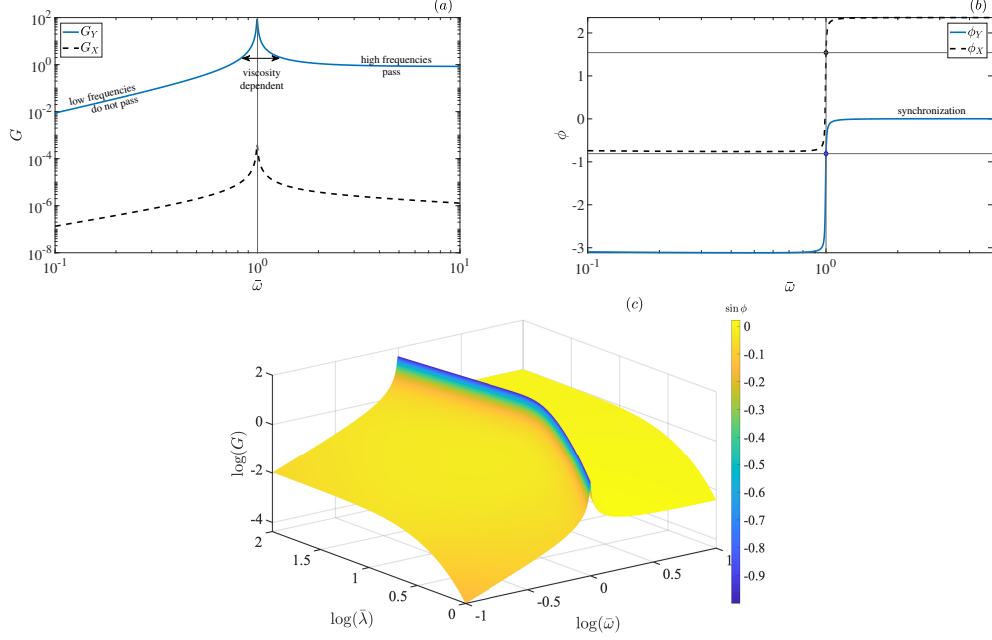 (a)
G_Y
G_X
10^2
10^0
10^-2
10^-4
10^-6
10^-8
G
low frequencies
do not pass
viscosity
dependent
high frequencies
pass
10^-1
10^0
10^1
ω̄
(b)
ϕ_Y
ϕ_X
2
1
0
-1
-2
-3
ϕ
synchronization
10^-1
10^0
ω̄
(c)
sin ϕ
0
-0.1
-0.2
-0.3
-0.4
-0.5
-0.6
-0.7
-0.8
-0.9
2
0
-2
-4
log(G)
2
1.5
1
0.5
0
log(λ̄)
-1
-0.5
0
0.5
1
log(ω̄)